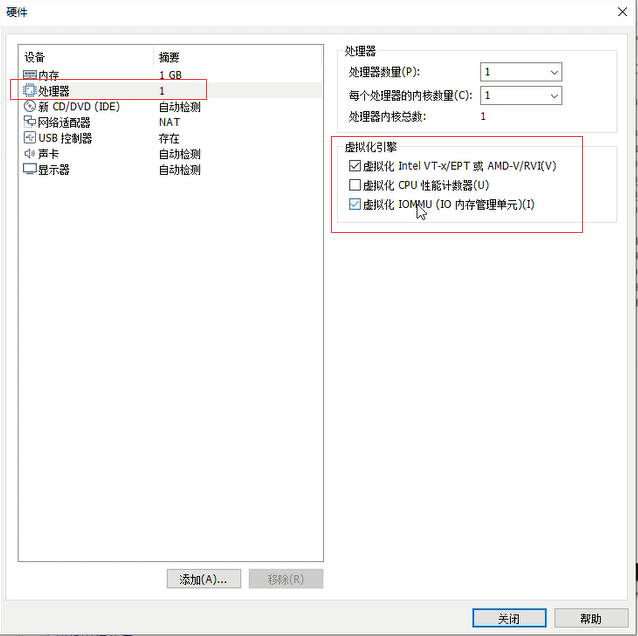 硬件
设备 摘要
内存 1 GB
处理器 1
新 CD/DVD (IDE) 自动检测
网络适配器 NAT
USB 控制器 存在
声卡 自动检测
显示器 自动检测
添加(A)... 移除(R)
处理器
处理器数量(P): 1
每个处理器的内核数量(C): 1
处理器内核总数: 1
虚拟化引擎
虚拟化 Intel VT-x/EPT 或 AMD-V/RVI(V)
虚拟化 CPU 性能计数器(U)
虚拟化 IOMMU (IO 内存管理单元)(I)
关闭 帮助